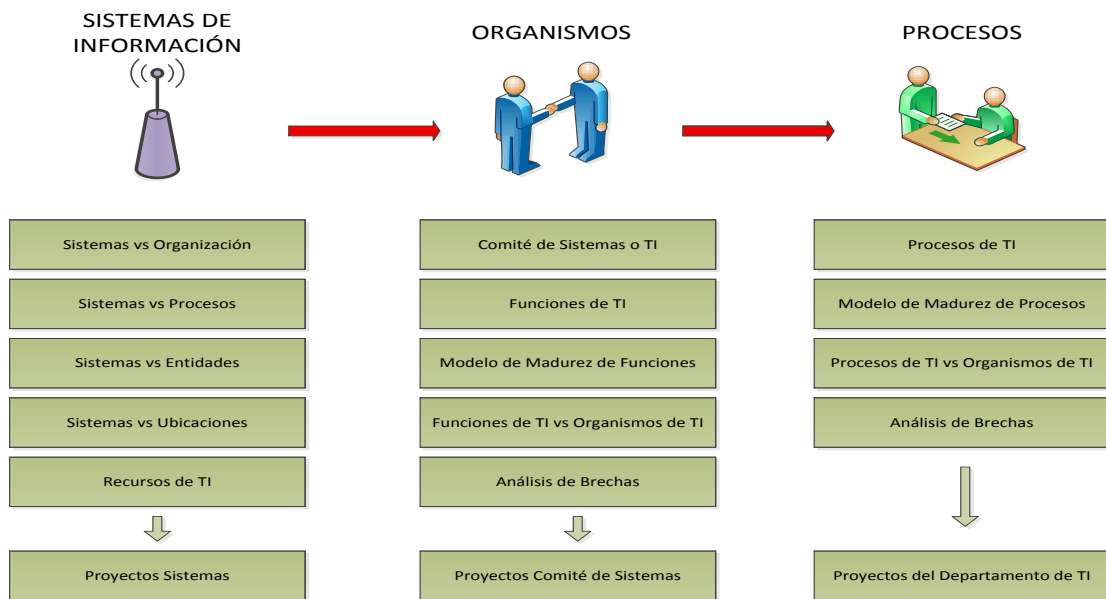 SISTEMAS DE
INFORMACIÓN
ORGANISMOS
PROCESOS
Sistemas vs Organización
Sistemas vs Procesos
Sistemas vs Entidades
Sistemas vs Ubicaciones
Recursos de TI
Proyectos Sistemas
Comité de Sistemas o TI
Funciones de TI
Modelo de Madurez de Funciones
Funciones de TI vs Organismos de TI
Análisis de Brechas
Proyectos Comité de Sistemas
Procesos de TI
Modelo de Madurez de Procesos
Procesos de TI vs Organismos de TI
Análisis de Brechas
Proyectos del Departamento de TI